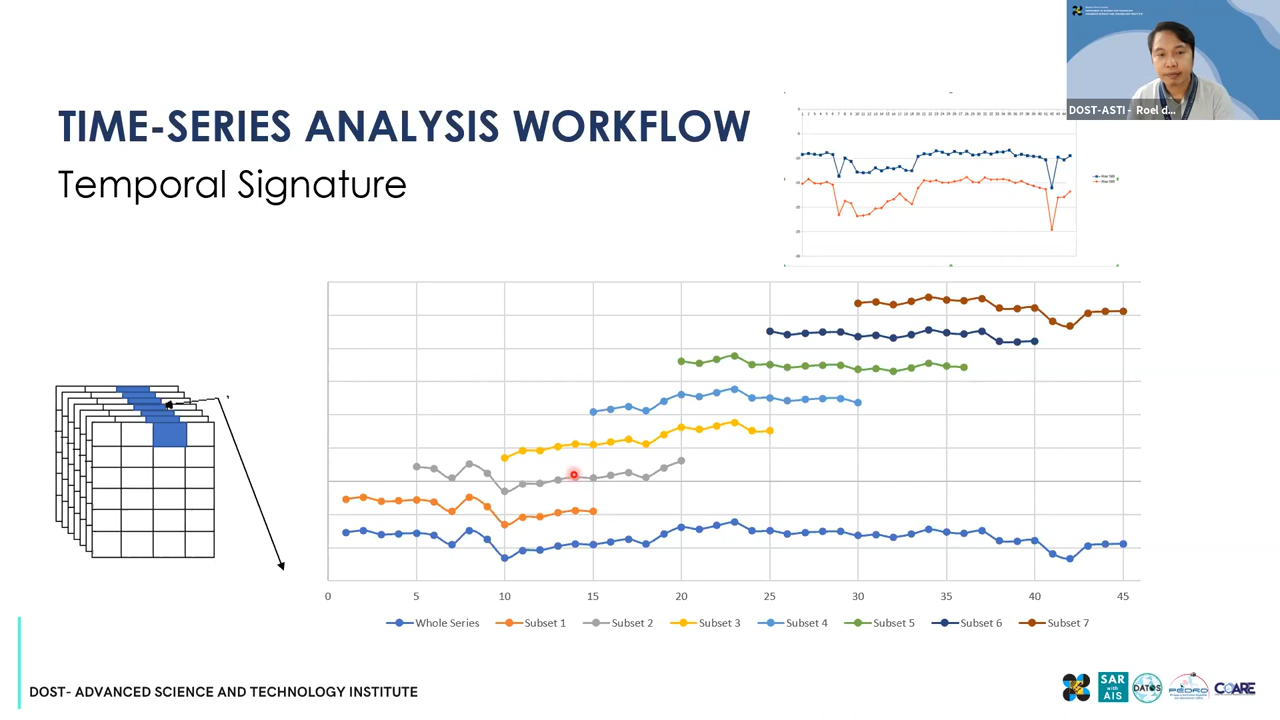 TIME-SERIES ANALYSIS WORKFLOW
Temporal Signature
DOST-ASTI - Roel d...
0 5 10 15 20 25 30 35 40 45
Whole Series Subset 1 Subset 2 Subset 3 Subset 4 Subset 5 Subset 6 Subset 7
DOST- ADVANCED SCIENCE AND TECHNOLOGY INSTITUTE
SAR
with
AIS
DATOS
PEDRO
COARE